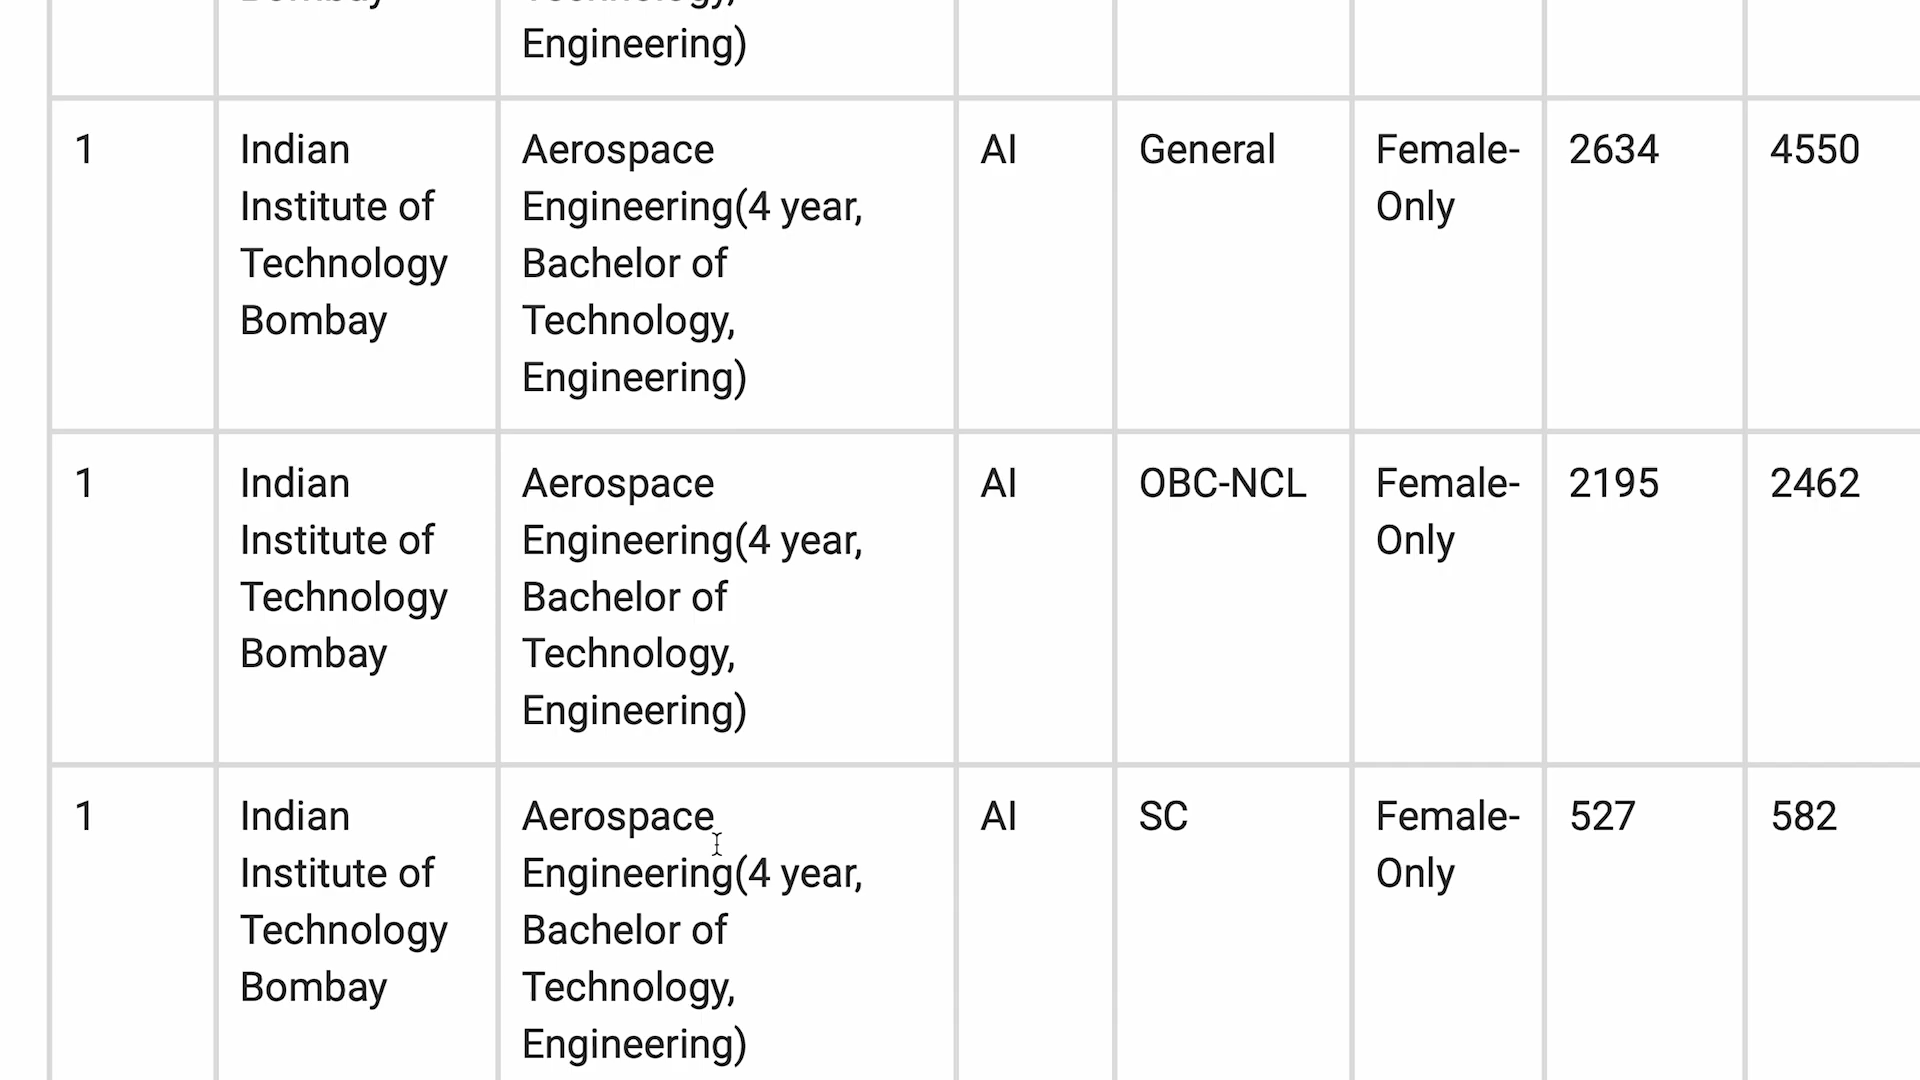 Engineering)
1 Indian Aerospace AI General Female- 2634 4550
Institute of Engineering(4 year, Only
Technology Bachelor of
Bombay Technology,
Engineering)
1 Indian Aerospace AI OBC-NCL Female- 2195 2462
Institute of Engineering(4 year, Only
Technology Bachelor of
Bombay Technology,
Engineering)
1 Indian Aerospace AI SC Female- 527 582
Institute of Engineering(4 year, Only
Technology Bachelor of
Bombay Technology,
Engineering)